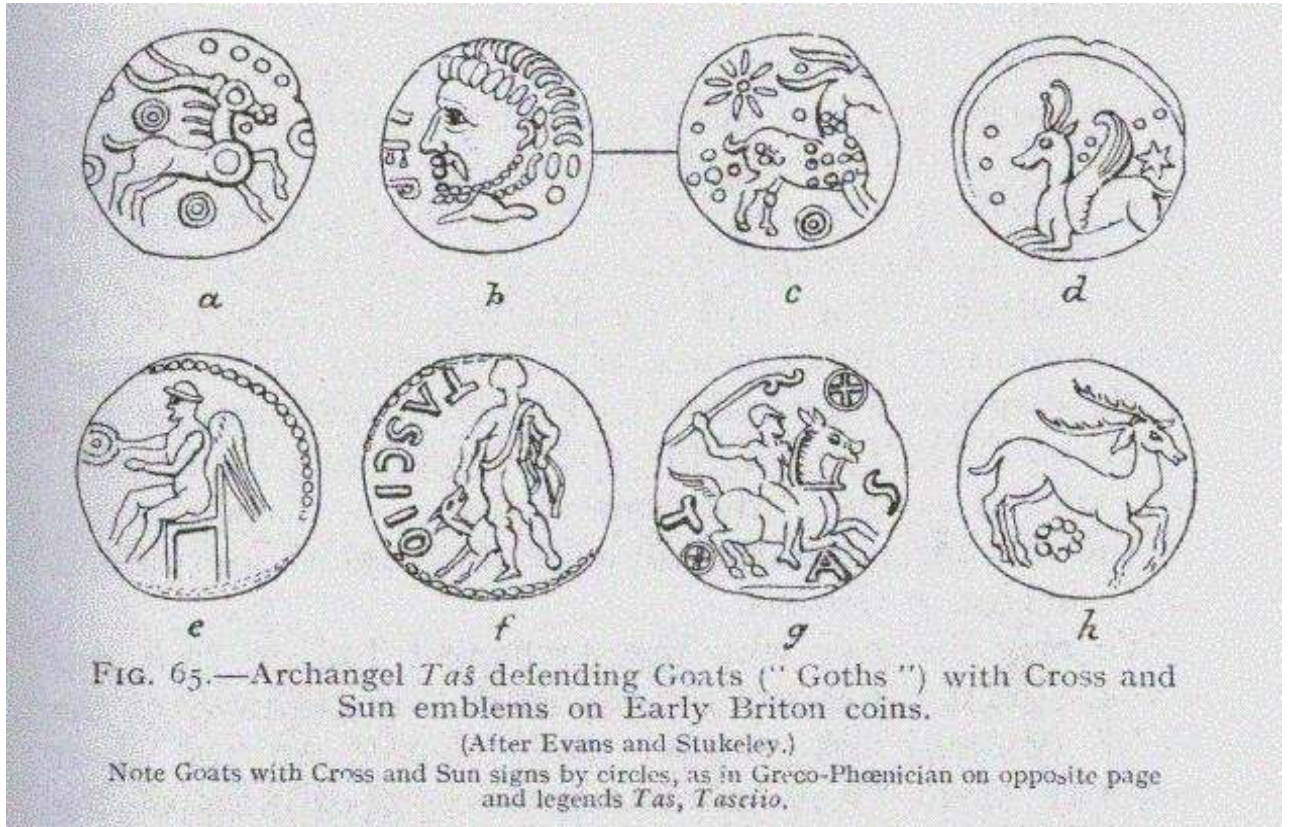 a b c d
TASCIIO
T A S
e f g h
FIG. 65.—Archangel Taš defending Goats (“ Goths ”) with Cross and
Sun emblems on Early Briton coins.
(After Evans and Stukeley.)
Note Goats with Cross and Sun signs by circles, as in Greco-Phœnician on opposite page
and legends Tas, Tasciio.